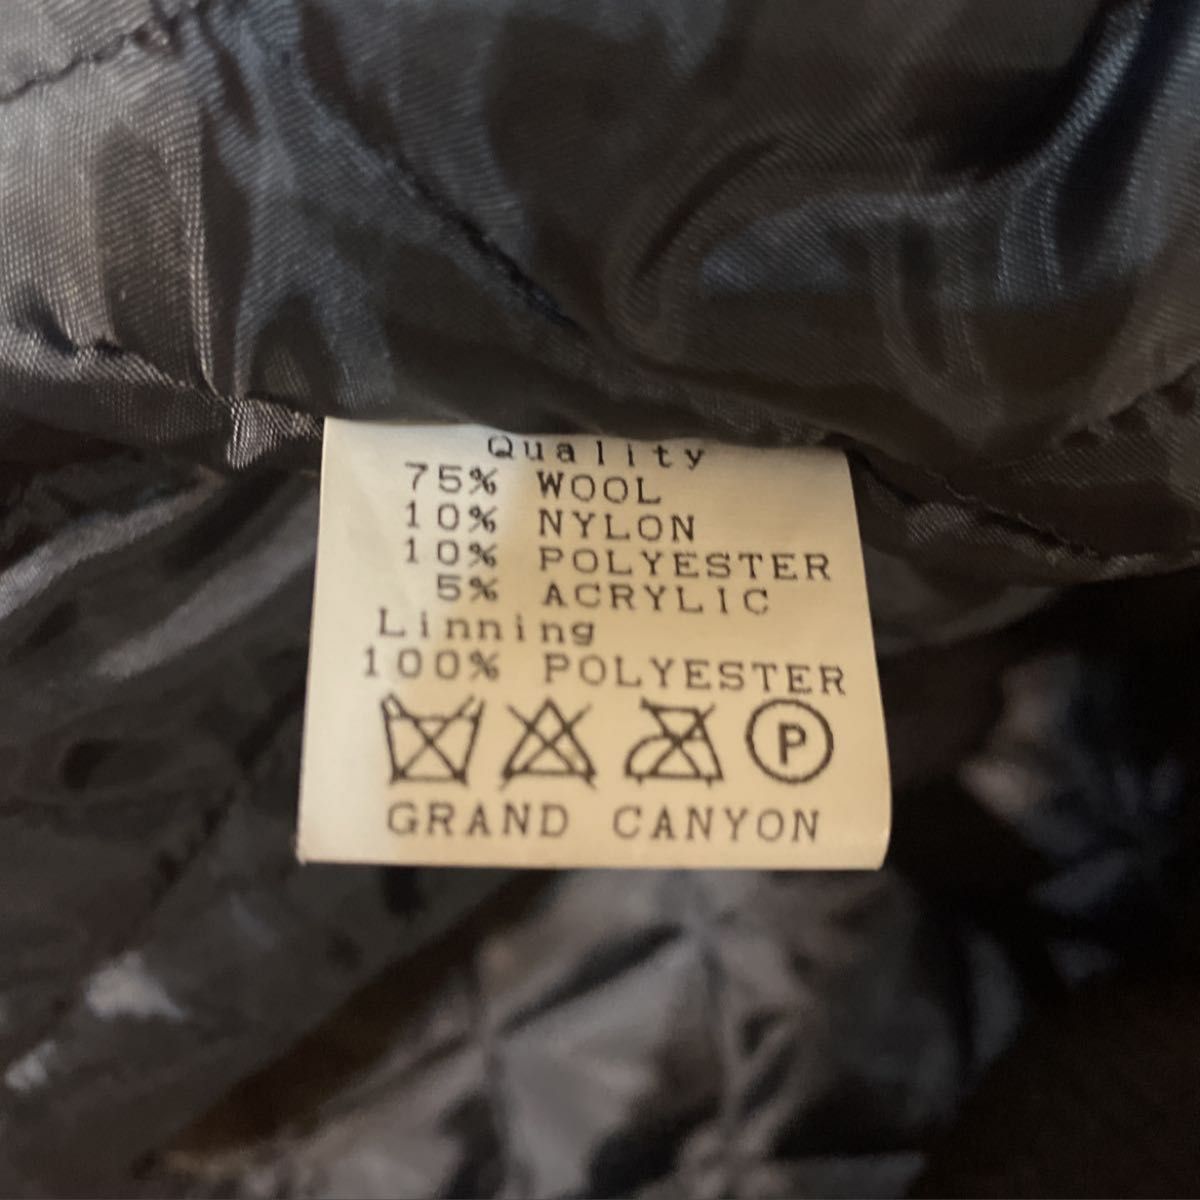 Quality
75% WOOL
10% NYLON
10% POLYESTER
5% ACRYLIC
Linning
100% POLYESTER
P
GRAND CANYON